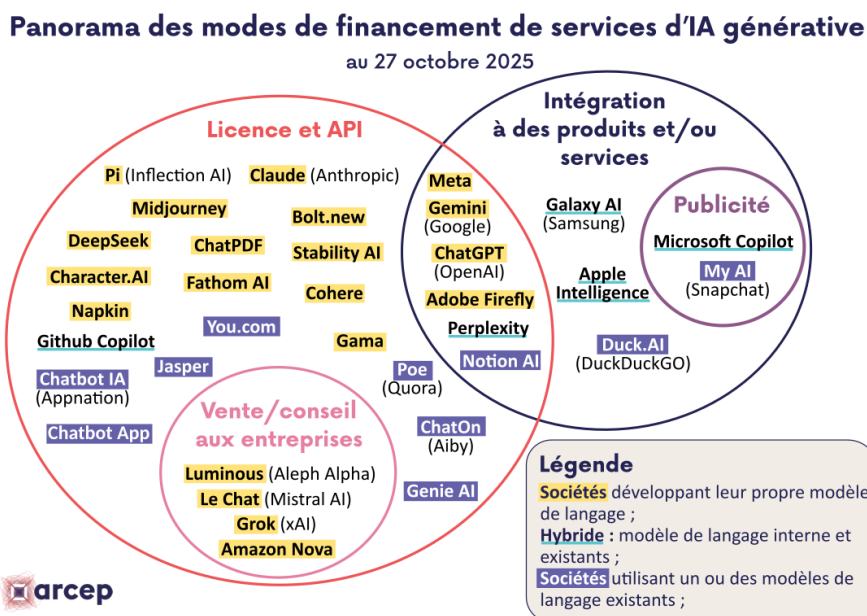 Panorama des modes de financement de services d'IA générative
au 27 octobre 2025
Licence et API
Pi (Inflection AI)
Claude (Anthropic)
Midjourney
Bolt.new
DeepSeek
ChatPDF
Stability AI
Character.AI
Fathom AI
Cohere
Napkin
You.com
Github Copilot
Gama
Jasper
Chatbot IA
(Appnation)
Poe
(Quora)
Chatbot App
ChatOn
(Aiby)
Genie AI
Vente/conseil
aux entreprises
Luminous (Aleph Alpha)
Le Chat (Mistral AI)
Grok (xAI)
Amazon Nova
Meta
Gemini
(Google)
ChatGPT
(OpenAI)
Adobe Firefly
Perplexity
Notion AI
Intégration
à des produits et/ou
services
Galaxy AI
(Samsung)
Apple
Intelligence
Duck.AI
(DuckDuckGO)
Publicité
Microsoft Copilot
My AI
(Snapchat)
Légende
Sociétés développant leur propre modèle
de langage ;
Hybride : modèle de langage interne et
existants ;
Sociétés utilisant un ou des modèles de
langage existants ;
arcep